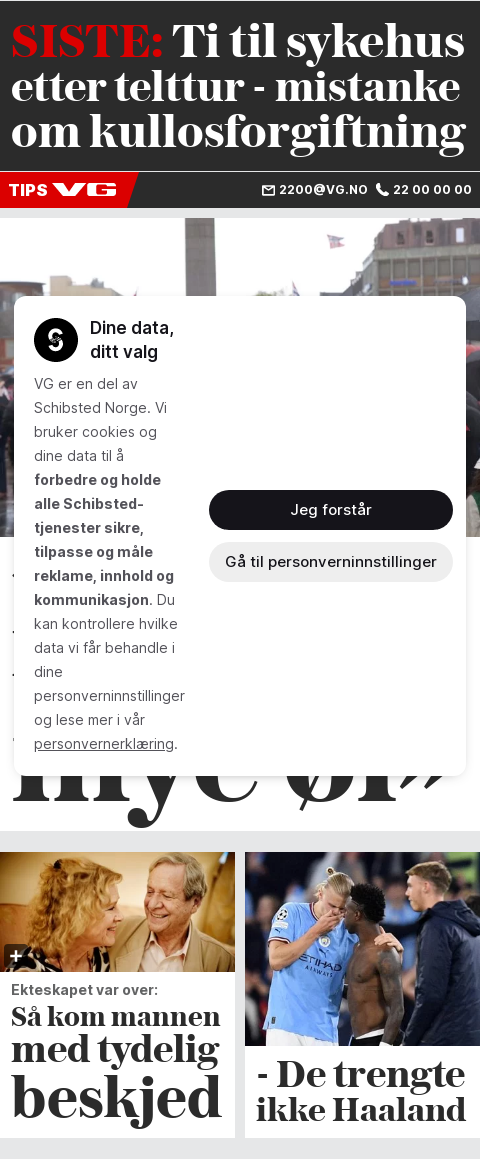 SISTE: Ti til sykehus
etter telttur - mistanke
om kullosforgiftning
TIPS VG
2200@VG.NO 22 00 00 00
Dine data,
ditt valg
VG er en del av
Schibsted Norge. Vi
bruker cookies og
dine data til å
forbedre og holde
alle Schibsted-
tjenester sikre,
tilpasse og måle
reklame, innhold og
kommunikasjon. Du
kan kontrollere hvilke
data vi får behandle i
dine
personverninnstillinger
og lese mer i vår
personvernerklæring.
Jeg forstår
Gå til personverninnstillinger
mye øl»
ETIHAD
AIRWAYS
Ekteskapet var over:
Så kom mannen
med tydelig
beskjed
- De trengte
ikke Haaland